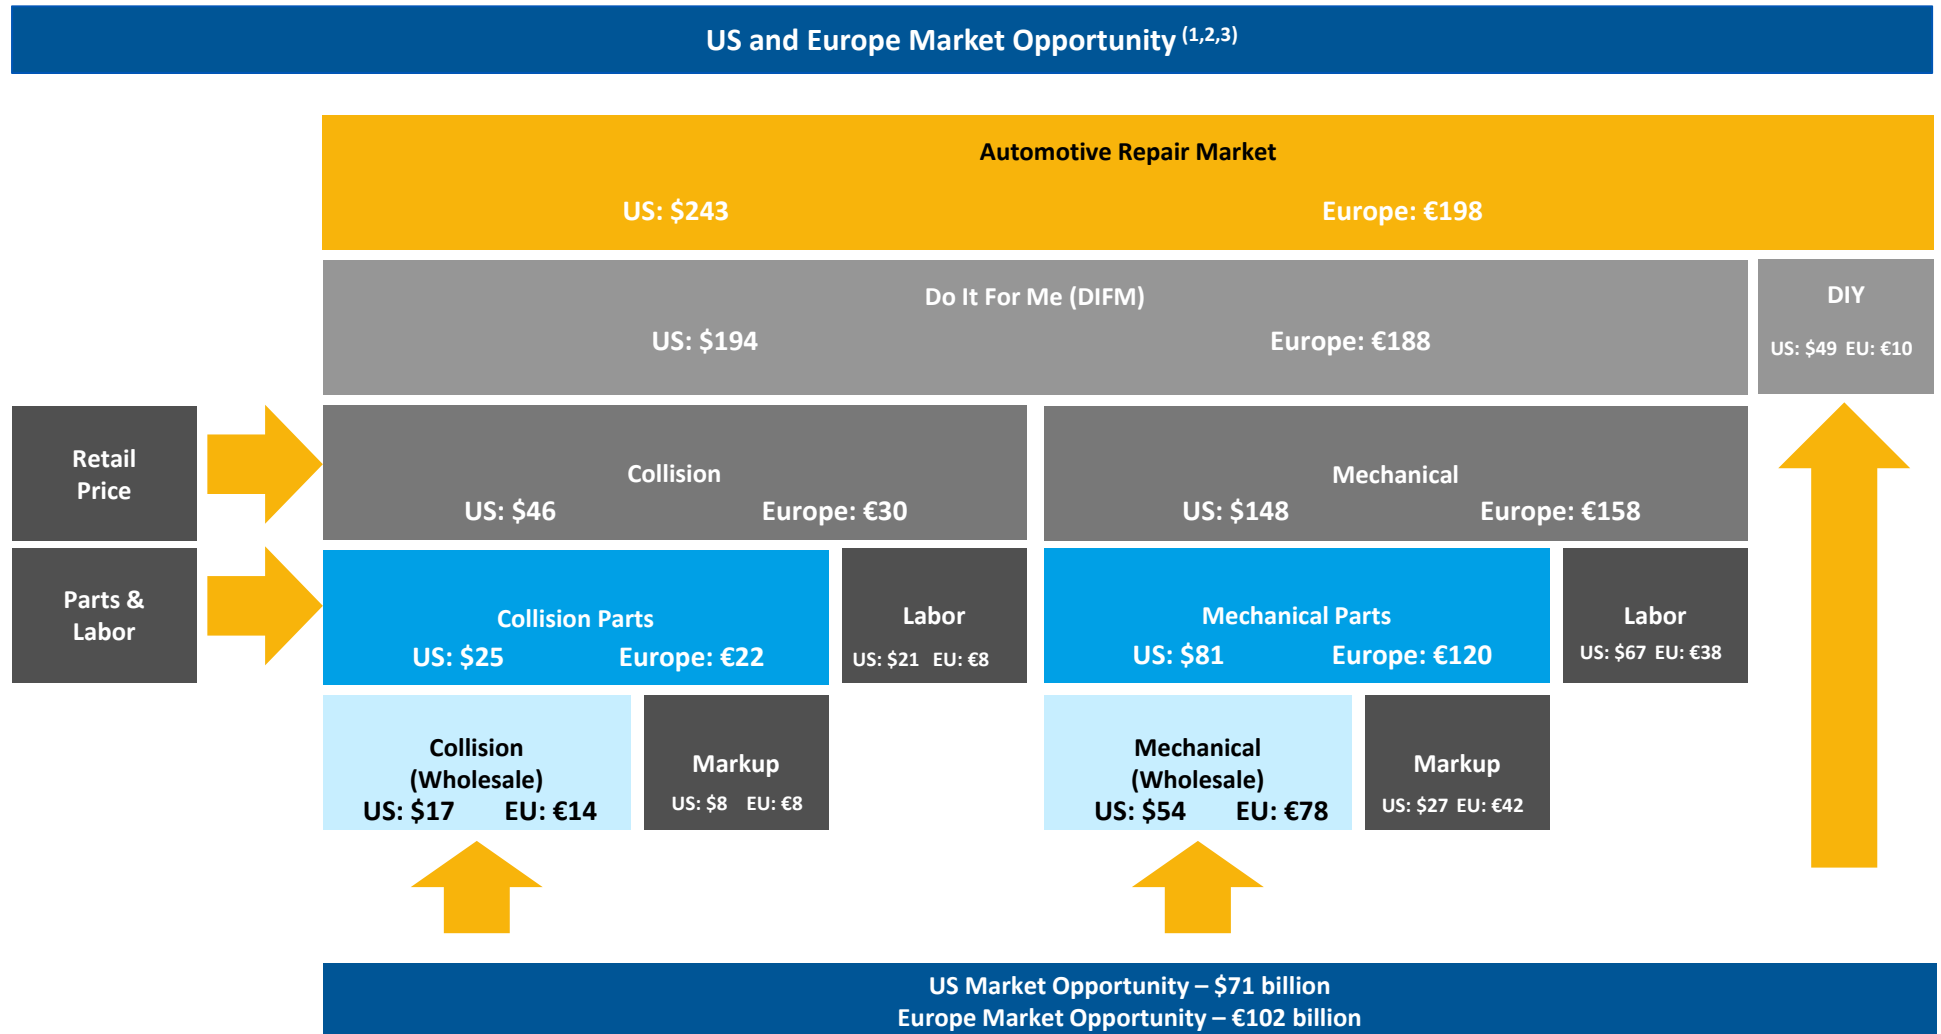 US and Europe Market Opportunity (1,2,3)
Automotive Repair Market
US: $243 Europe: €198
Do It For Me (DIFM)
US: $194 Europe: €188
DIY
US: $49 EU: €10
Retail
Price
Collision
US: $46 Europe: €30
Mechanical
US: $148 Europe: €158
Parts &
Labor
Collision Parts
US: $25 Europe: €22
Labor
US: $21 EU: €8
Mechanical Parts
US: $81 Europe: €120
Labor
US: $67 EU: €38
Collision
(Wholesale)
US: $17 EU: €14
Markup
US: $8 EU: €8
Mechanical
(Wholesale)
US: $54 EU: €78
Markup
US: $27 EU: €42
US Market Opportunity – $71 billion
Europe Market Opportunity – €102 billion